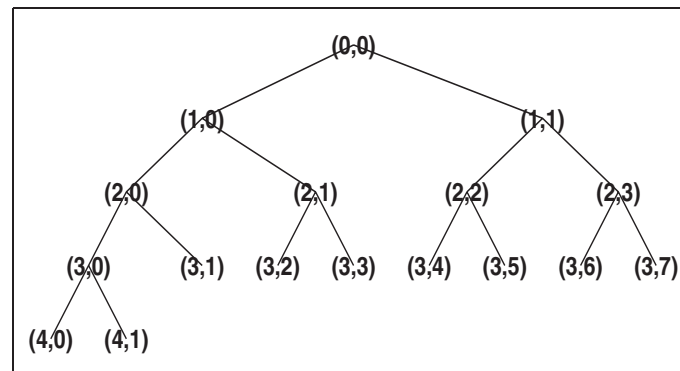 (0,0)
(1,0) (1,1)
(2,0) (2,1) (2,2) (2,3)
(3,0) (3,1) (3,2) (3,3) (3,4) (3,5) (3,6) (3,7)
(4,0) (4,1)